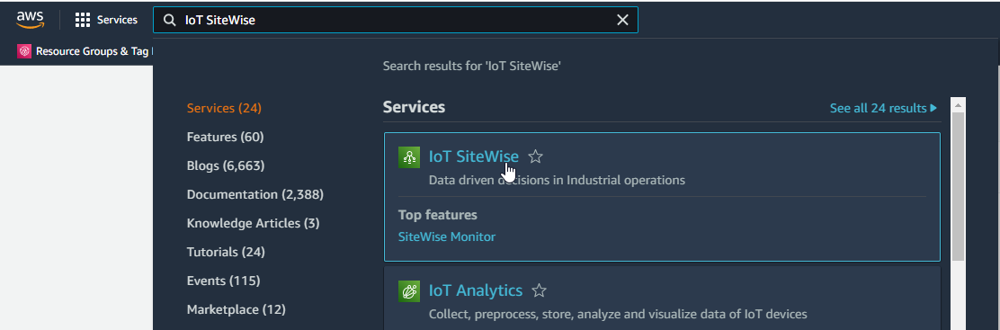 aws
Services
IoT SiteWise
Resource Groups & Tag
Search results for 'IoT SiteWise'
Services (24)
Features (60)
Blogs (6,663)
Documentation (2,388)
Knowledge Articles (3)
Tutorials (24)
Events (115)
Marketplace (12)
Services
See all 24 results
IoT SiteWise
Data driven decisions in Industrial operations
Top features
SiteWise Monitor
IoT Analytics
Collect, preprocess, store, analyze and visualize data of IoT devices